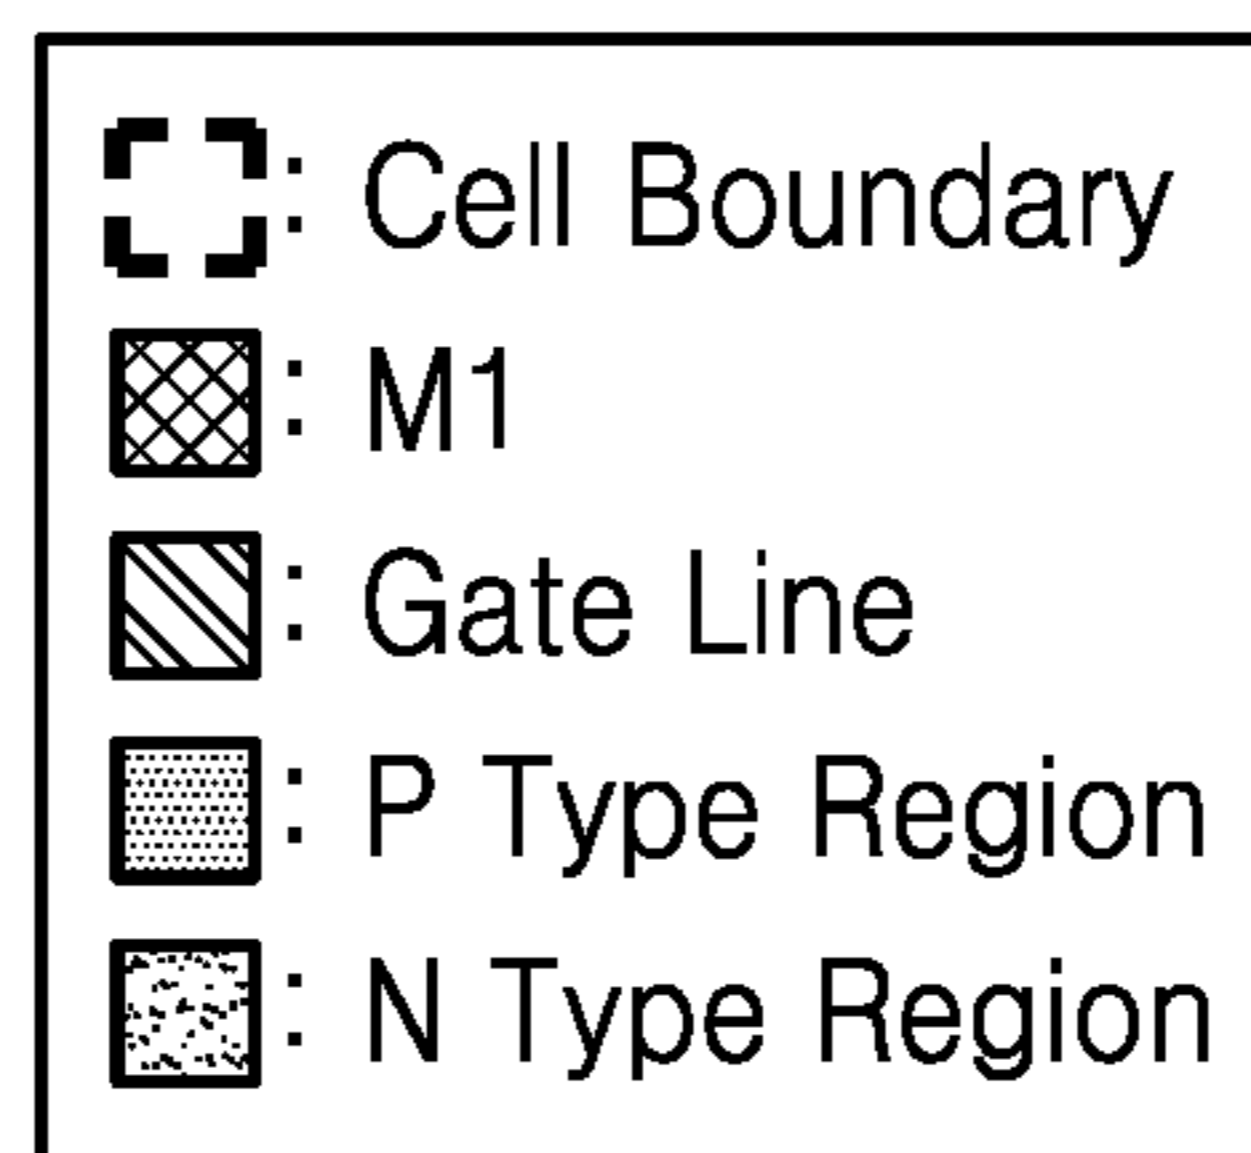 : Cell Boundary
: M1
: Gate Line
: P Type Region
: N Type Region